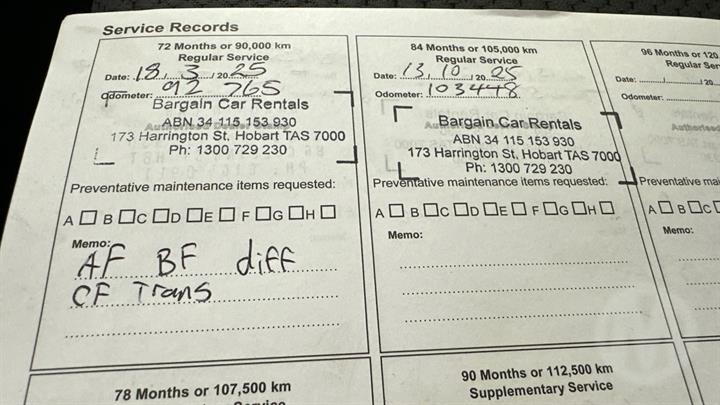 Service Records
72 Months or 90,000 km
Regular Service
Date: 18 / 3 / 2025
Odometer: 92 765
Bargain Car Rentals
ABN 34 115 153 930
173 Harrington St, Hobart TAS 7000
Ph: 1300 729 230
Preventative maintenance items requested:
A B C D E F G H
Memo: AF BF diff
CF Trans
78 Months or 107,500 km
84 Months or 105,000 km
Regular Service
Date: 13, 10 2025
Odometer: 103448
Bargain Car Rentals
ABN 34 115 153 930
173 Harrington St, Hobart TAS 7000
Ph: 1300 729 230
Preventative maintenance items requested:
A B C D E F G H
Memo:
90 Months or 112,500 km
Supplementary Service
96 Months or 120
Regular Ser
Date: / 20
Odometer:
Authorised
Preventative mai
A B C
Memo: